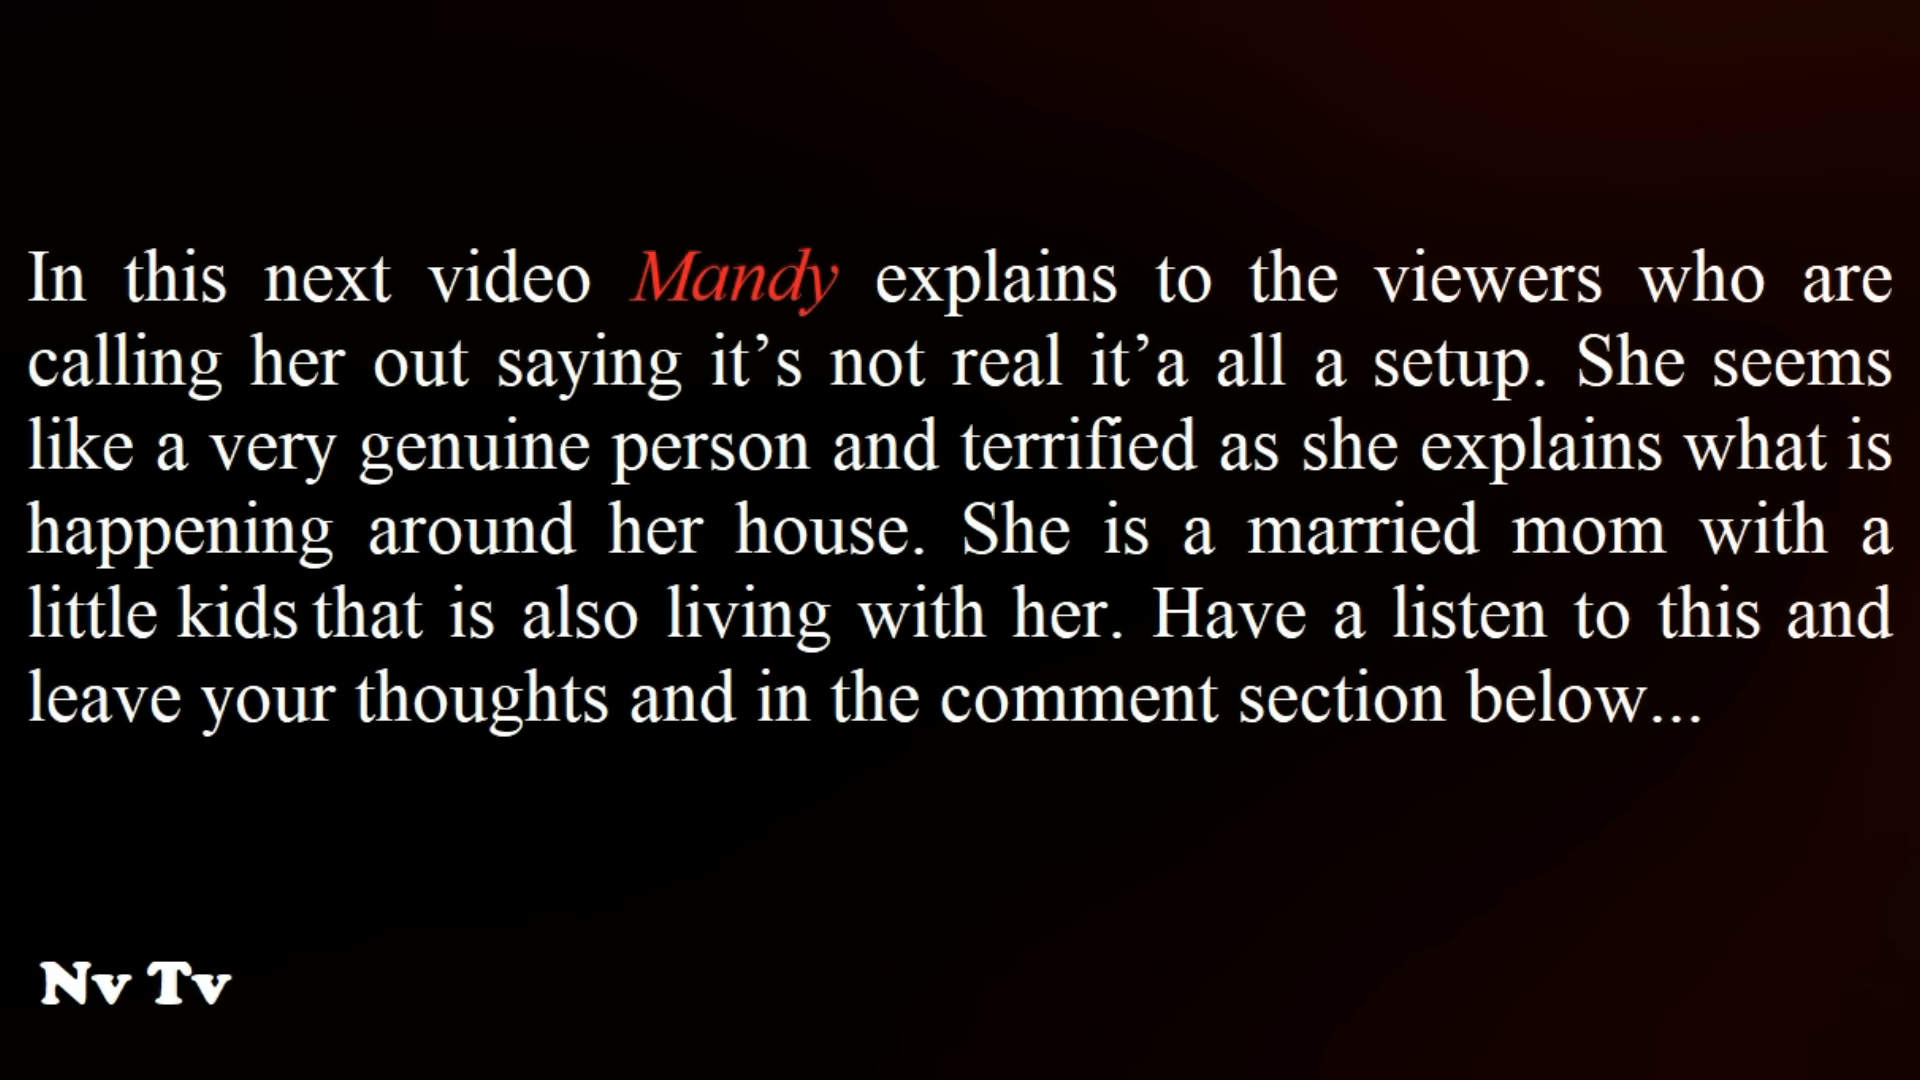 In this next video Mandy explains to the viewers who are
calling her out saying it’s not real it’a all a setup. She seems
like a very genuine person and terrified as she explains what is
happening around her house. She is a married mom with a
little kids that is also living with her. Have a listen to this and
leave your thoughts and in the comment section below...
Nv Tv